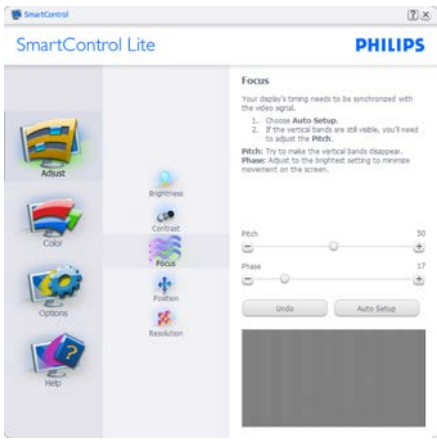 SmartControl
SmartControl Lite
PHILIPS
Adjust
Color
Options
Help
Brightness
Contrast
Focus
Position
Resolution
Focus
Your display's timing needs to be synchronized with
the video signal.
1. Choose Auto Setup.
2. If the vertical bands are still visible, you'll need
to adjust the Pitch.
Pitch: Try to make the vertical bands disappear.
Phase: Adjust to the brightest setting to minimize
movement on the screen.
Pitch 50
Phase 17
Undo Auto Setup